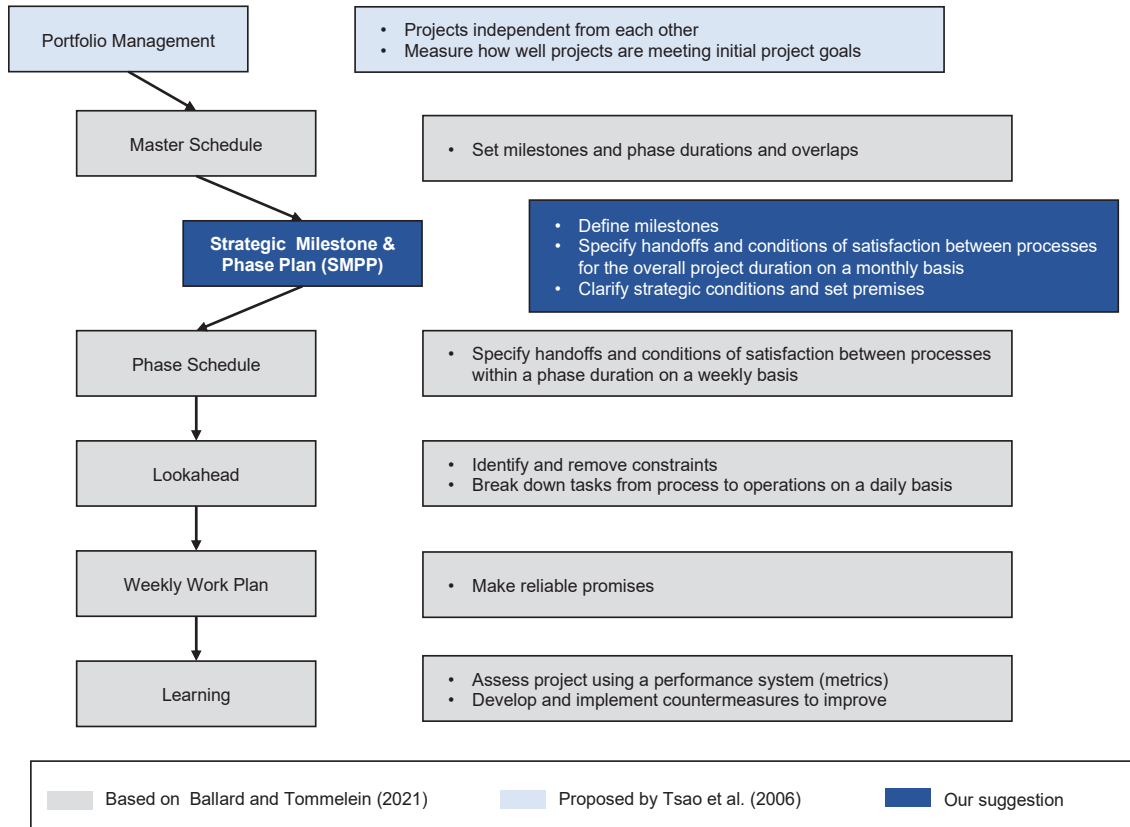 Portfolio Management
• Projects independent from each other
• Measure how well projects are meeting initial project goals
Master Schedule
• Set milestones and phase durations and overlaps
Strategic Milestone &
Phase Plan (SMPP)
• Define milestones
• Specify handoffs and conditions of satisfaction between processes
for the overall project duration on a monthly basis
• Clarify strategic conditions and set premises
Phase Schedule
• Specify handoffs and conditions of satisfaction between processes
within a phase duration on a weekly basis
Lookahead
• Identify and remove constraints
• Break down tasks from process to operations on a daily basis
Weekly Work Plan
• Make reliable promises
Learning
• Assess project using a performance system (metrics)
• Develop and implement countermeasures to improve
Based on Ballard and Tommelein (2021)
Proposed by Tsao et al. (2006)
Our suggestion